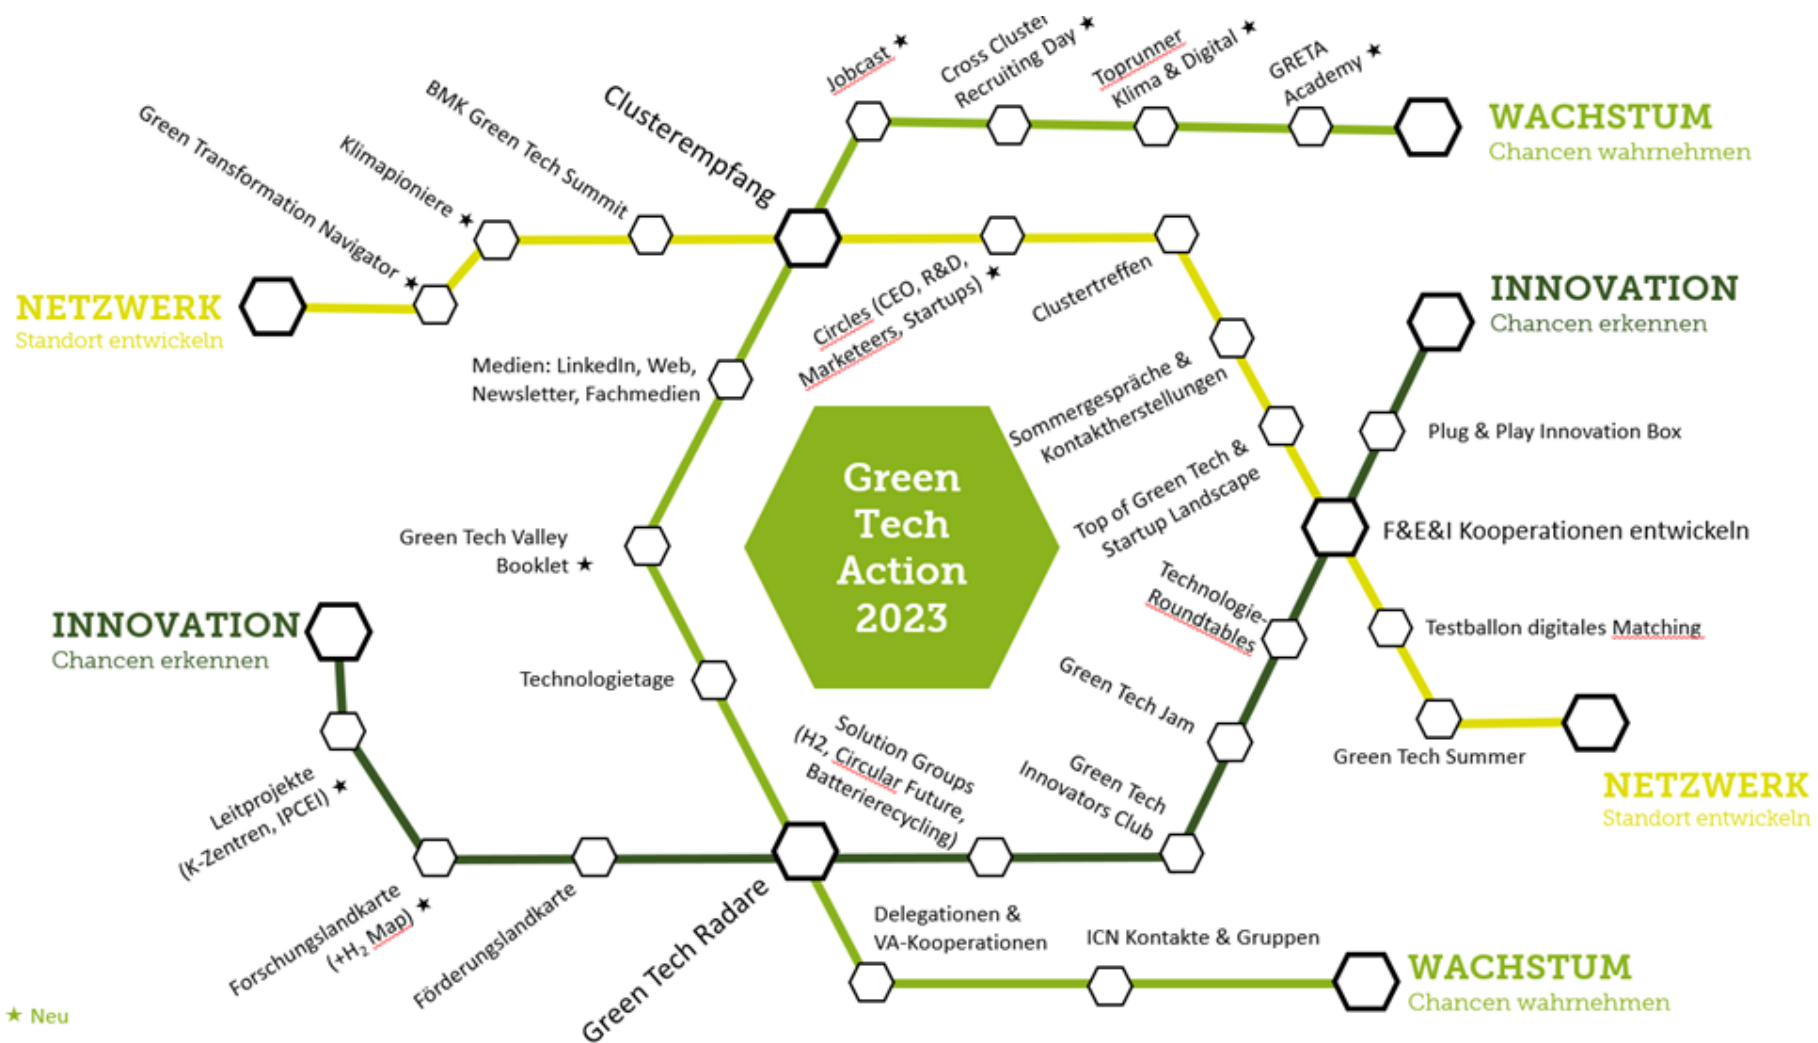 Jobcast ★
Cross Cluster
Recruiting Day ★
Toprunner
Klima & Digital ★
GRETA
Academy ★
WACHSTUM
Chancen wahrnehmen
Green Transformation Navigator ★
Klimapioniere ★
BMK Green Tech Summit
Clusterempfang
NETZWERK
Standort entwickeln
Circles (CEO, R&D,
Marketeers, Startups) ★
Clustertreffen
INNOVATION
Chancen erkennen
Medien: LinkedIn, Web,
Newsletter, Fachmedien
Sommergespräche &
Kontaktherstellungen
Plug & Play Innovation Box
Green
Tech
Action
2023
Top of Green Tech &
Startup Landscape
F&E&I Kooperationen entwickeln
Green Tech Valley
Booklet ★
Technologie-
Roundtables
Testballon digitales Matching
INNOVATION
Chancen erkennen
Technologietage
Green Tech Jam
Green Tech Summer
Solution Groups
(H2, Circular Future,
Batterierecycling)
Green Tech
Innovators Club
NETZWERK
Standort entwickeln
Leitprojekte
(K-Zentren, IPCEI) ★
Forschungslandkarte
(+H₂ Map) ★
Förderungslandkarte
Green Tech Radare
Delegationen &
VA-Kooperationen
ICN Kontakte & Gruppen
WACHSTUM
Chancen wahrnehmen
★ Neu